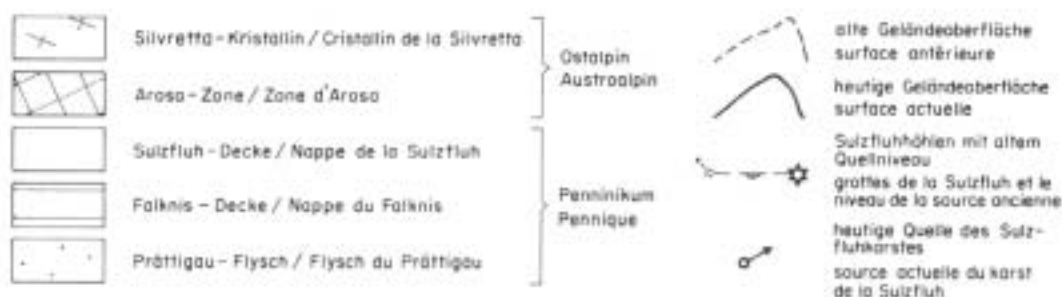 Silvretta-Kristallin / Cristallin de la Silvretta
Arosa-Zone / Zone d'Arosa
Ostalpin
Austroalpin
Sulzfluh-Decke / Nappe de la Sulzfluh
Falknis-Decke / Nappe du Falknis
Prättigau-Flysch / Flysch du Prättigau
Penninikum
Pennique
alte Geländeoberfläche
surface antérieure
heutige Geländeoberfläche
surface actuelle
Sulzfluhhöhlen mit altem
Quellniveau
grottes de la Sulzfluh et le
niveau de la source ancienne
heutige Quelle des Sulz-
fluhkarstes
source actuelle du karst
de la Sulzfluh